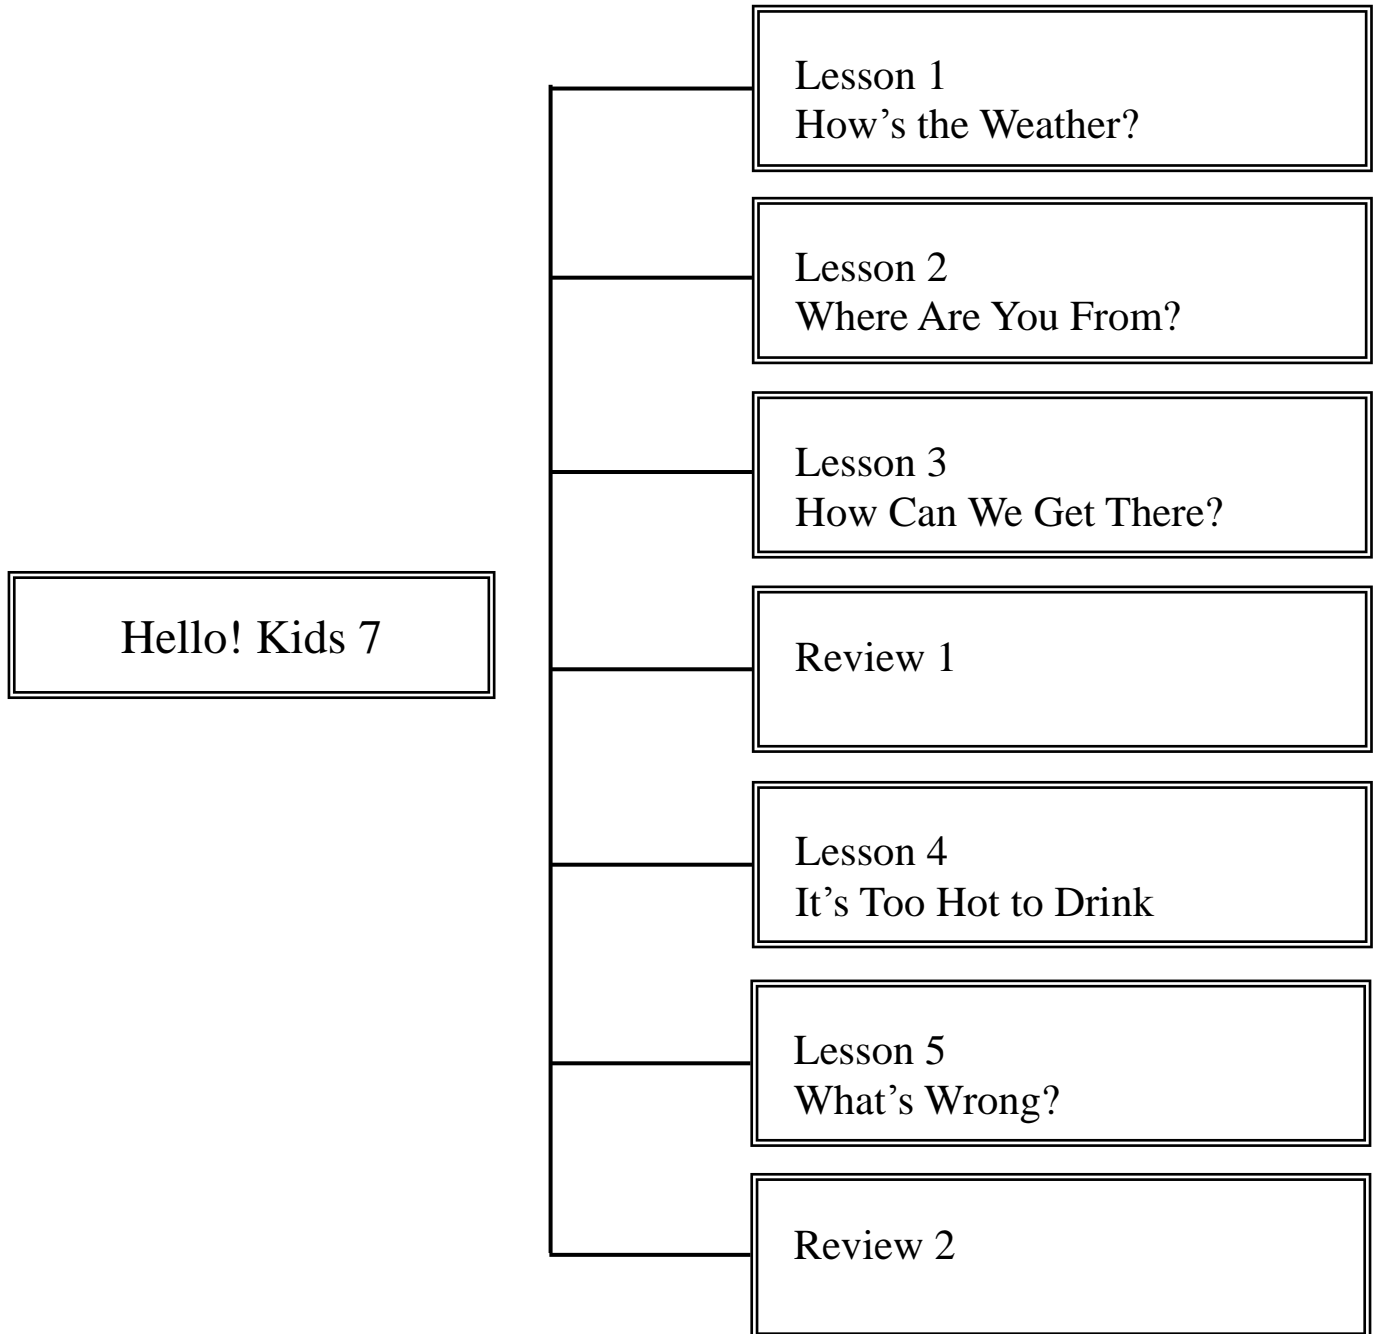 Hello! Kids 7
Lesson 1
How’s the Weather?
Lesson 2
Where Are You From?
Lesson 3
How Can We Get There?
Review 1
Lesson 4
It’s Too Hot to Drink
Lesson 5
What’s Wrong?
Review 2